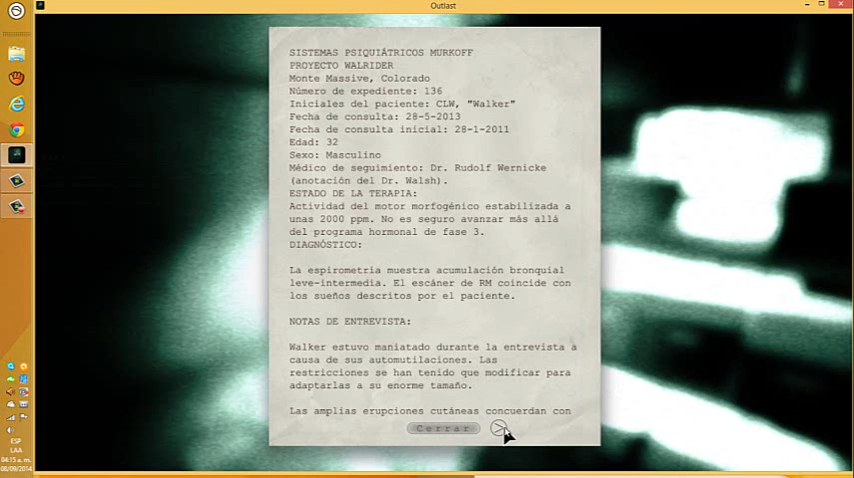 Outlast
SISTEMAS PSIQUIÁTRICOS MURKOFF
PROYECTO WALRIDER
Monte Massive, Colorado
Número de expediente: 136
Iniciales del paciente: CLW, "Walker"
Fecha de consulta: 28-5-2013
Fecha de consulta inicial: 28-1-2011
Edad: 32
Sexo: Masculino
Médico de seguimiento: Dr. Rudolf Wernicke
(anotación del Dr. Walsh).
ESTADO DE LA TERAPIA:
Actividad del motor morfogénico estabilizada a
unas 2000 ppm. No es seguro avanzar más allá
del programa hormonal de fase 3.
DIAGNÓSTICO:
La espirometría muestra acumulación bronquial
leve-intermedia. El escáner de RM coincide con
los sueños descritos por el paciente.
NOTAS DE ENTREVISTA:
Walker estuvo maniatado durante la entrevista a
causa de sus automutilaciones. Las
restricciones se han tenido que modificar para
adaptarlas a su enorme tamaño.
Las amplias erupciones cutáneas concuerdan con
Cerrar
ESP
LAA
04:15 a. m.
08/09/2014